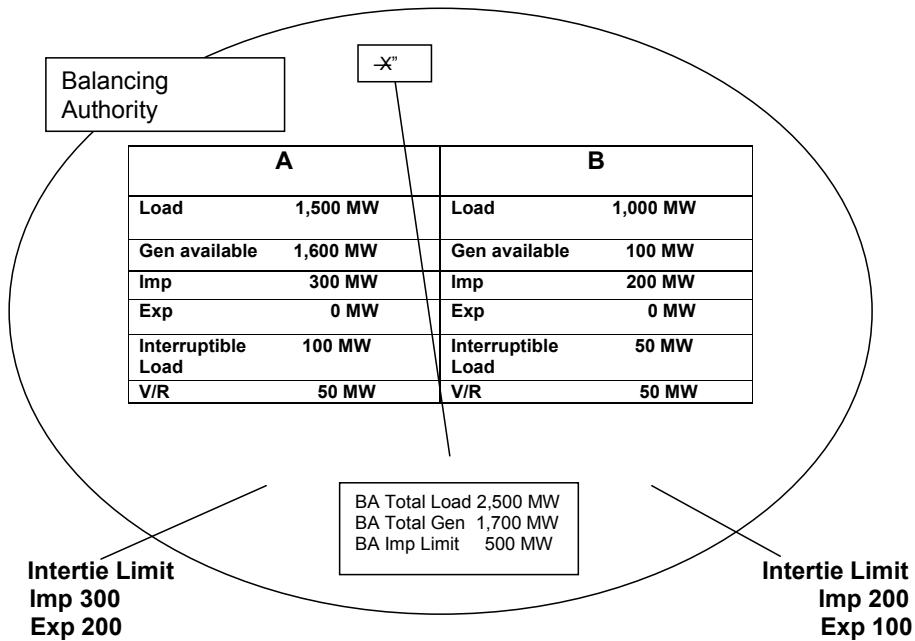 -X”
Balancing
Authority
A B
Load 1,500 MW Load 1,000 MW
Gen available 1,600 MW Gen available 100 MW
Imp 300 MW Imp 200 MW
Exp 0 MW Exp 0 MW
Interruptible 100 MW Interruptible 50 MW
Load Load
V/R 50 MW V/R 50 MW
BA Total Load 2,500 MW
BA Total Gen 1,700 MW
BA Imp Limit 500 MW
Intertie Limit
Imp 300
Exp 200
Intertie Limit
Imp 200
Exp 100